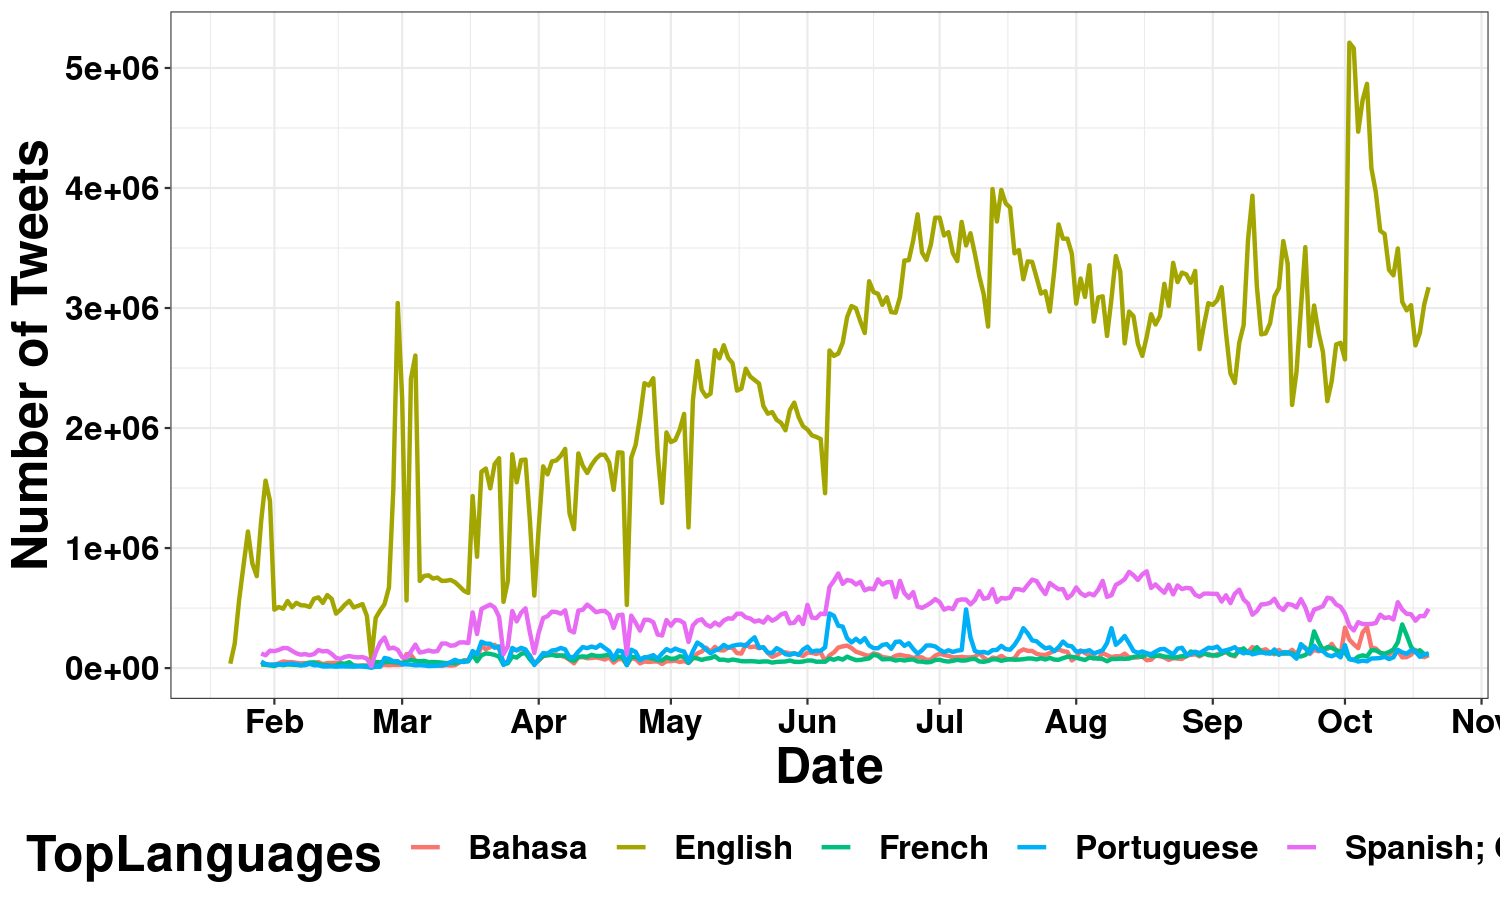 Number of Tweets
5e+06
4e+06
3e+06
2e+06
1e+06
0e+00
Feb Mar Apr May Jun Jul Aug Sep Oct Nov
Date
TopLanguages Bahasa English French Portuguese Spanish;